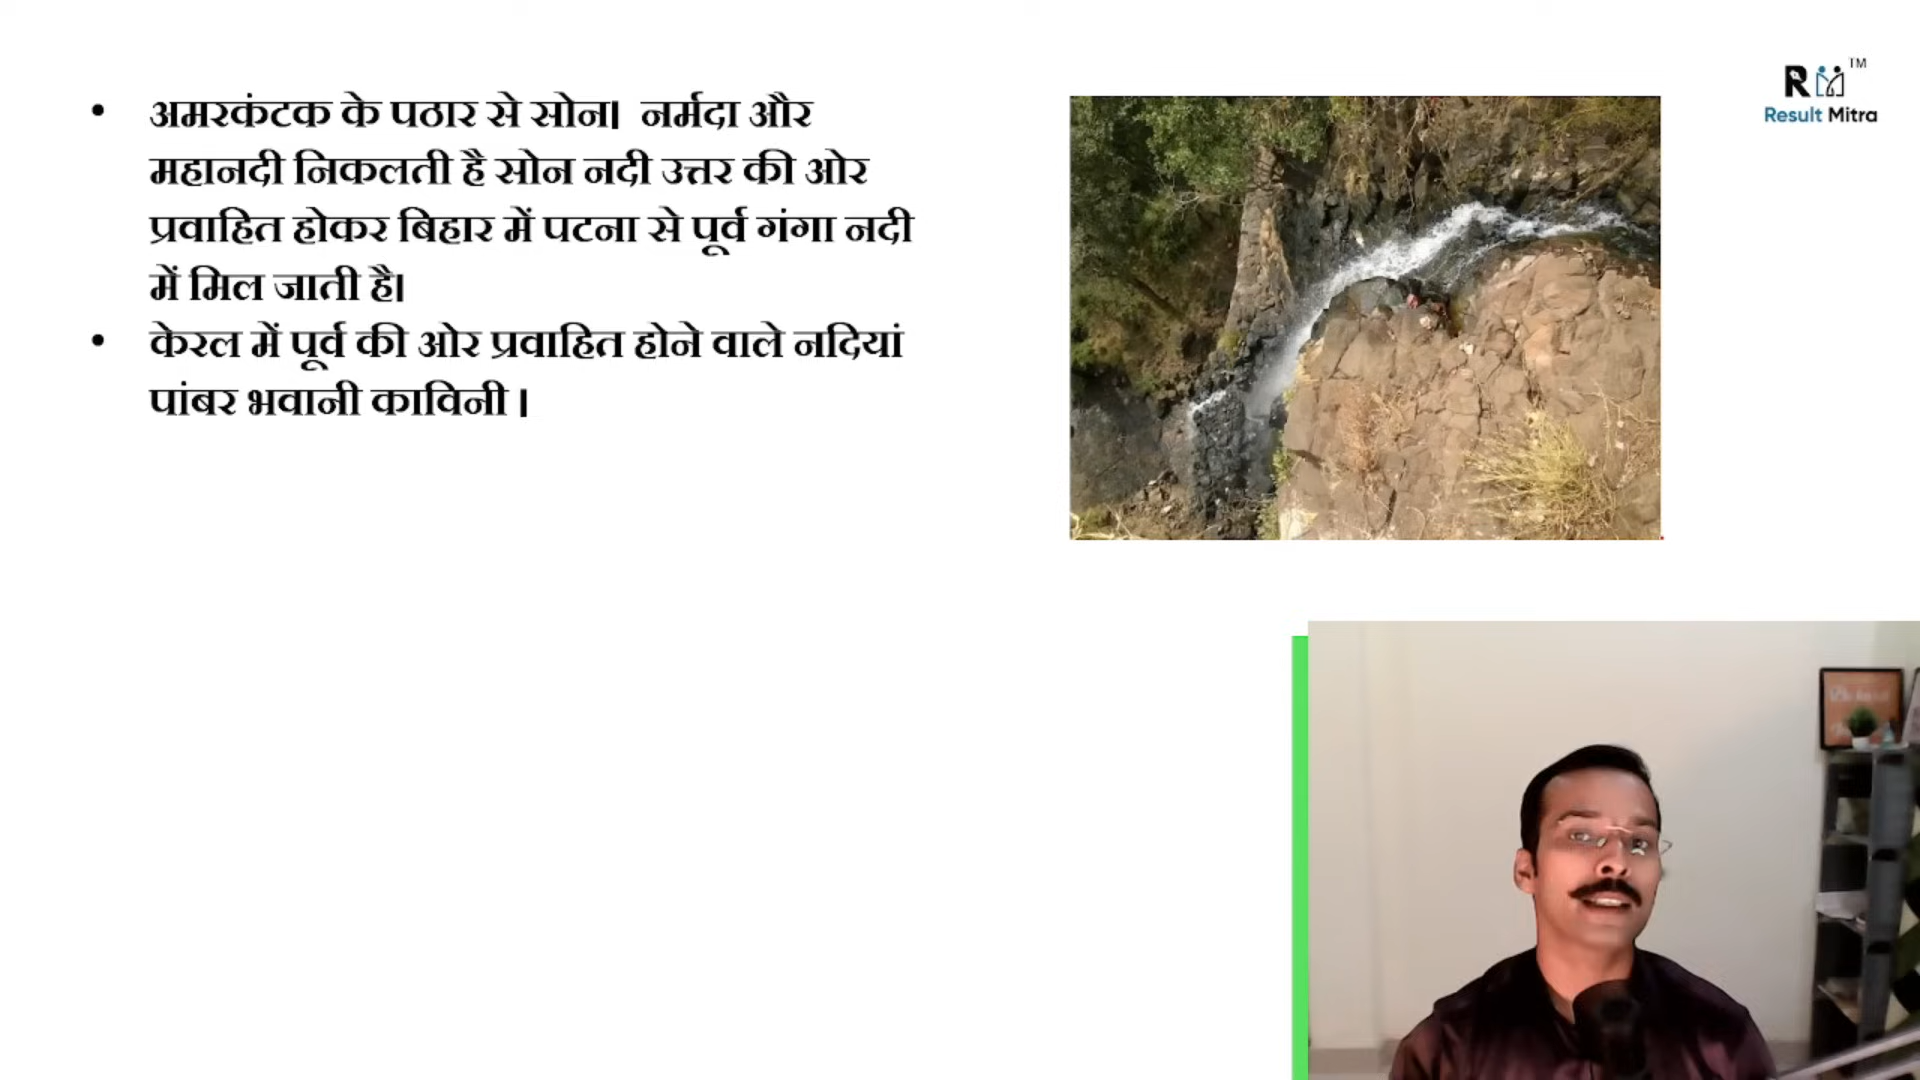 • अमरकंटक के पठार से सोन। नर्मदा और
महानदी निकलती है सोन नदी उत्तर की ओर
प्रवाहित होकर बिहार में पटना से पूर्व गंगा नदी
में मिल जाती है।
• केरल में पूर्व की ओर प्रवाहित होने वाले नदियां
पांबर भवानी काविनी ।
R TM
Result Mitra